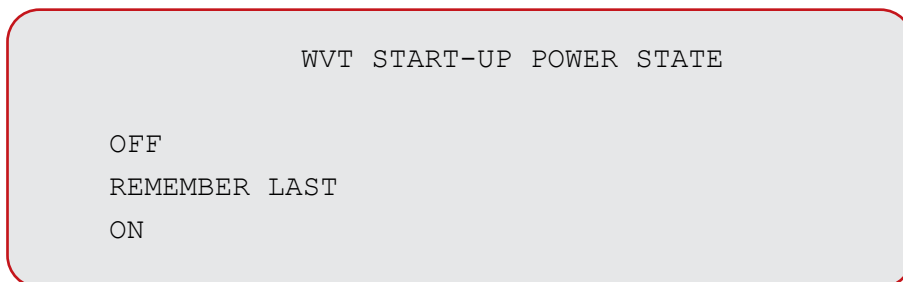 WVT START-UP POWER STATE
OFF
REMEMBER LAST
ON